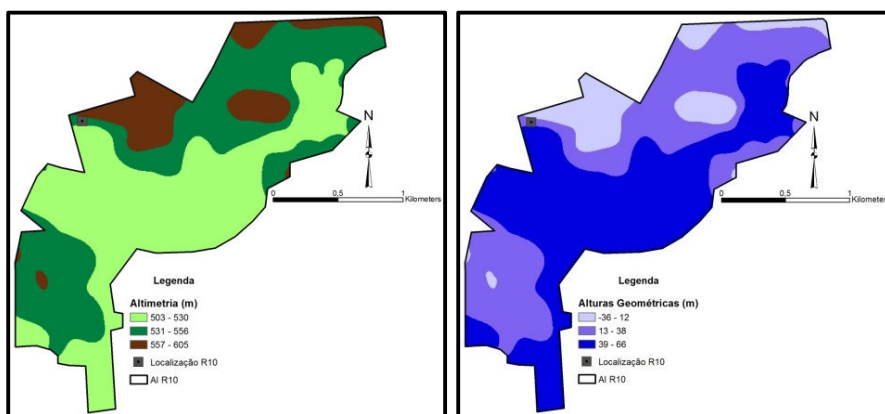 N
0 0.5 1
Kilometers
Legenda
Altimetria (m)
503 - 530
531 - 556
557 - 605
Localização R10
AI R10
N
0 0.5 1
Kilometers
Legenda
Alturas Geométricas (m)
-36 - 12
13 - 38
39 - 66
Localização R10
AI R10